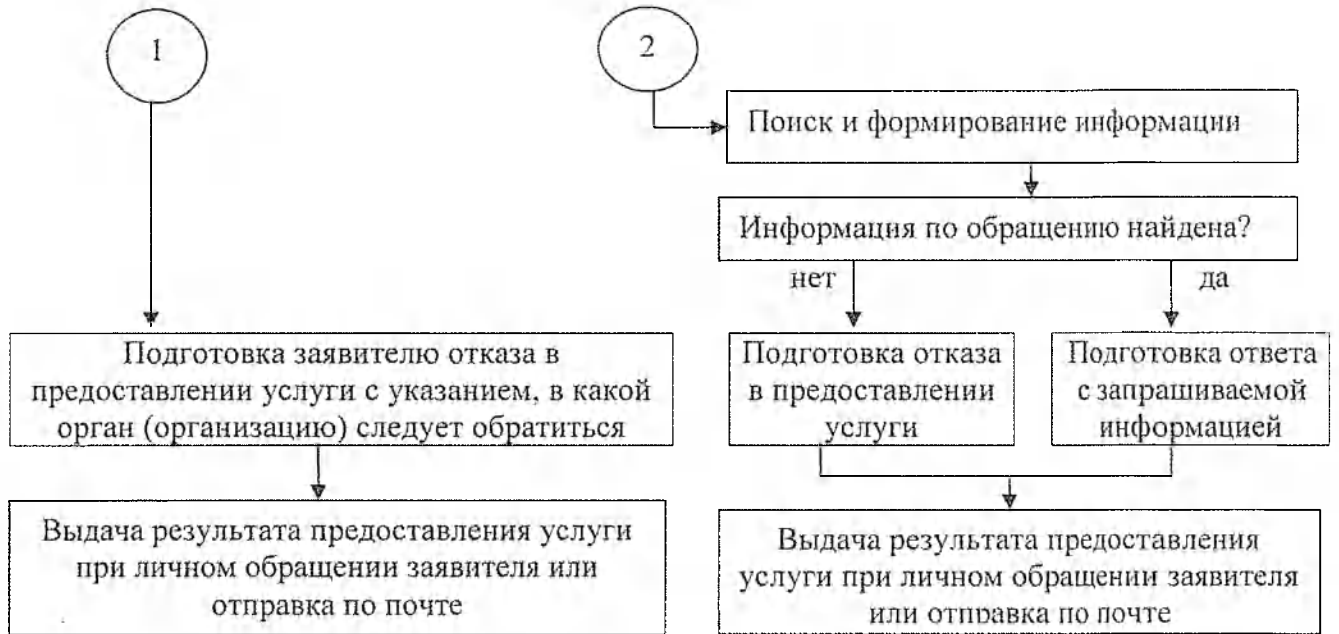 1
Подготовка заявителю отказа в
предоставлении услуги с указанием, в какой
орган (организацию) следует обратиться
Выдача результата предоставления услуги
при личном обращении заявителя или
отправка по почте
2
Поиск и формирование информации
Информация по обращению найдена?
нет
да
Подготовка отказа
в предоставлении
услуги
Подготовка ответа
с запрашиваемой
информацией
Выдача результата предоставления
услуги при личном обращении заявителя
или отправка по почте